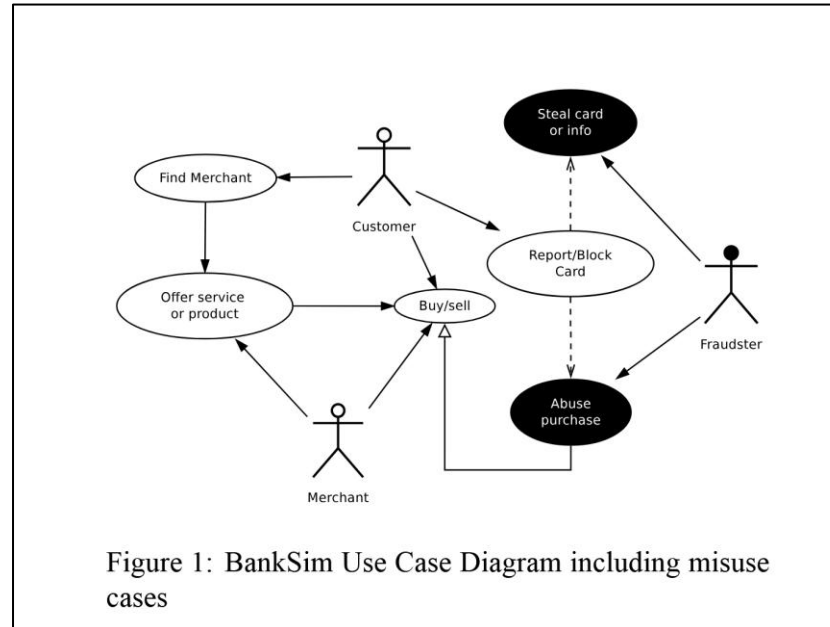 Steal card
or info
Find Merchant
Customer
Report/Block
Card
Offer service
or product
Buy/sell
Fraudster
Abuse
purchase
Merchant
Figure 1: BankSim Use Case Diagram including misuse
cases